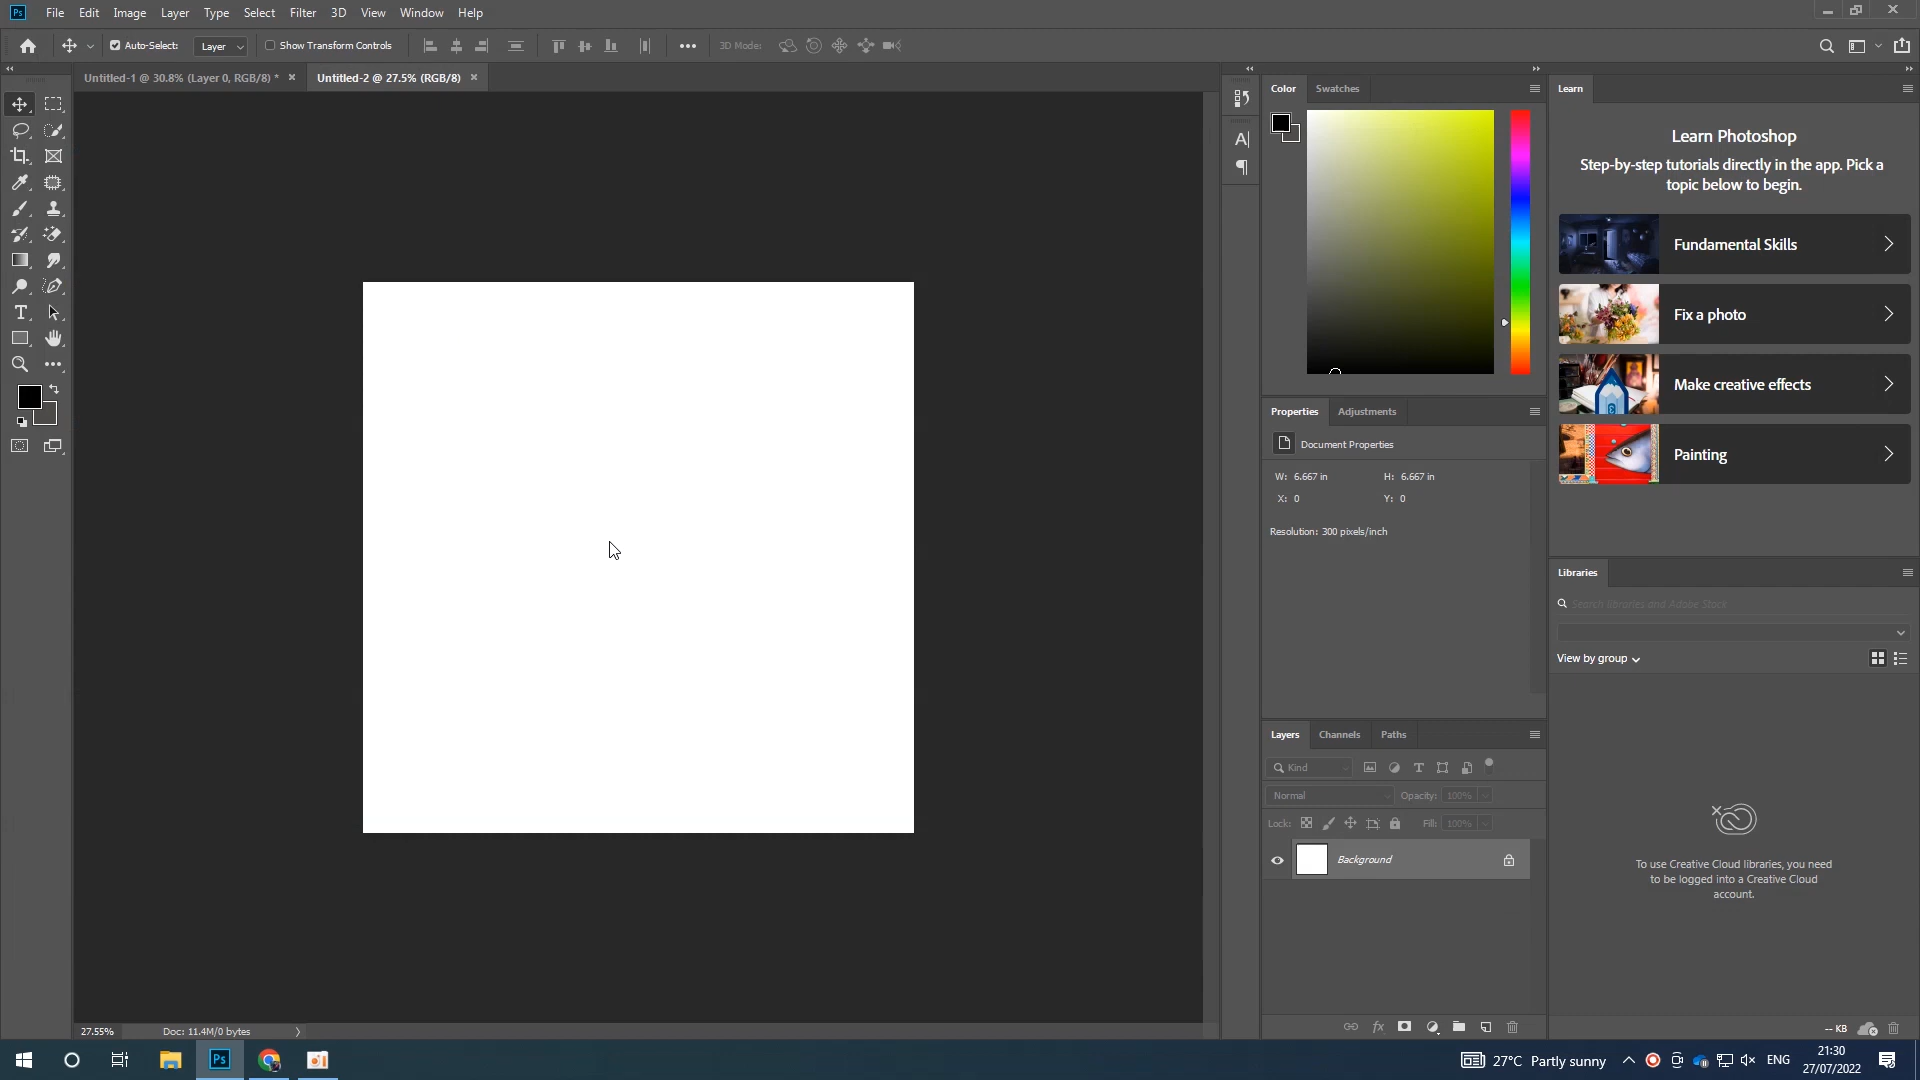 Ps File Edit Image Layer Type Select Filter 3D View Window Help
Auto-Select: Layer Show Transform Controls 3D Mode:
Untitled-1 @ 30.8% (Layer 0, RGB/8) * × Untitled-2 @ 27.5% (RGB/8) ×
Color Swatches
Learn
Learn Photoshop
Step-by-step tutorials directly in the app. Pick a
topic below to begin.
Fundamental Skills
Fix a photo
Make creative effects
Painting
Properties Adjustments
Document Properties
W: 6.667 in H: 6.667 in
X: 0 Y: 0
Resolution: 300 pixels/inch
Libraries
Search libraries and Adobe Stock
View by group
Layers Channels Paths
Kind
Normal Opacity: 100%
Lock: Fill: 100%
Background
To use Creative Cloud libraries, you need
to be logged into a Creative Cloud
account.
-- KB
27.55% Doc: 11.4M/0 bytes
Ps
27°C Partly sunny ENG
21:30
27/07/2022